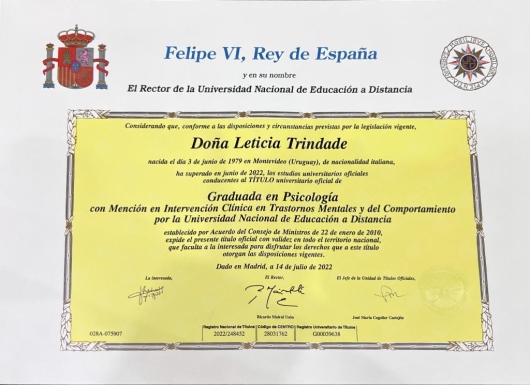 Felipe VI, Rey de España
y en su nombre
El Rector de la Universidad Nacional de Educación a Distancia
Considerando que, conforme a las disposiciones y circunstancias previstas por la legislación vigente,
Doña Leticia Trindade
nacida el día 3 de junio de 1979 en Montevideo (Uruguay), de nacionalidad italiana,
ha superado en junio de 2022, los estudios universitarios oficiales
conducentes al TÍTULO universitario oficial de
Graduada en Psicología
con Mención en Intervención Clínica en Trastornos Mentales y del Comportamiento
por la Universidad Nacional de Educación a Distancia
establecido por Acuerdo del Consejo de Ministros de 22 de enero de 2010,
expide el presente título oficial con validez en todo el territorio nacional,
que faculta a la interesada para disfrutar los derechos que a este título
otorgan las disposiciones vigentes.
Dado en Madrid, a 14 de julio de 2022
La Interesada, El Rector, El Jefe de la Unidad de Títulos Oficiales,
Ricardo Mairal Usón José María Cogollor
028A-075907
Registro Nacional de Títulos Código de CENTRO Registro Universitario de Títulos
2022/248432 28031762 G00039638